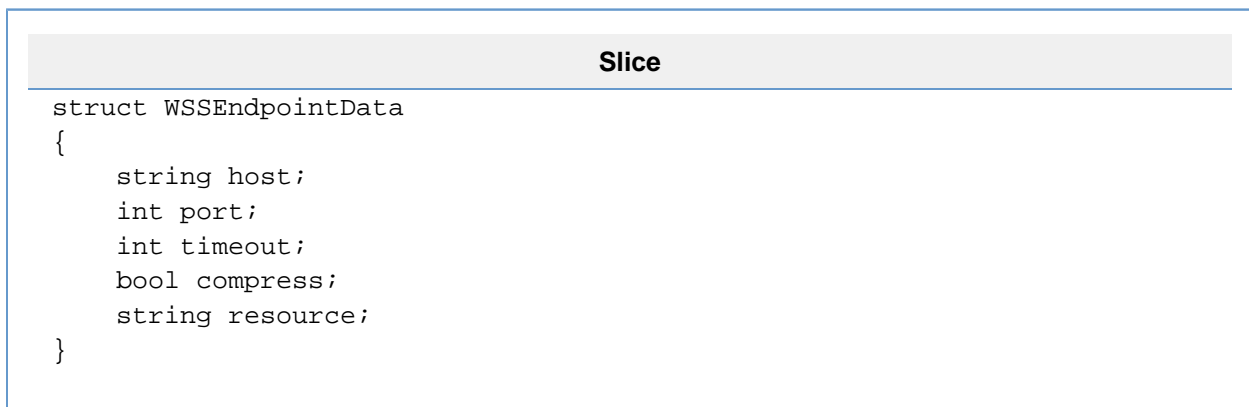 Slice
struct WSSEndpointData
{
    string host;
    int port;
    int timeout;
    bool compress;
    string resource;
}